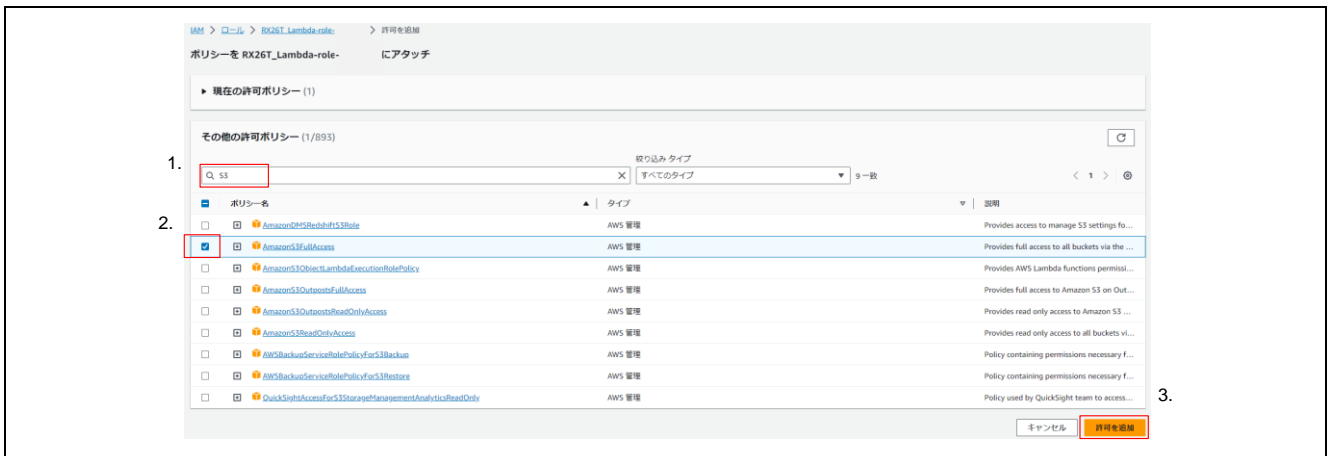 IAM > ロール > RX26T_Lambda-role- > 許可を追加
ポリシーを RX26T_Lambda-role- にアタッチ
▶ 現在の許可ポリシー (1)
その他の許可ポリシー (1/893)
絞り込み タイプ
1.
S3
すべてのタイプ
9 一致
1
ポリシー名 タイプ 説明
2.
AmazonDMSRedshiftS3Role AWS 管理 Provides access to manage S3 settings fo...
AmazonS3FullAccess AWS 管理 Provides full access to all buckets via the ...
AmazonS3ObjectLambdaExecutionRolePolicy AWS 管理 Provides AWS Lambda functions permissi...
AmazonS3OutpostsFullAccess AWS 管理 Provides full access to Amazon S3 on Out...
AmazonS3OutpostsReadOnlyAccess AWS 管理 Provides read only access to Amazon S3 ...
AmazonS3ReadOnlyAccess AWS 管理 Provides read only access to all buckets vi...
AWSBackupServiceRolePolicyForS3Backup AWS 管理 Policy containing permissions necessary f...
AWSBackupServiceRolePolicyForS3Restore AWS 管理 Policy containing permissions necessary f...
QuickSightAccessForS3StorageManagementAnalyticsReadOnly AWS 管理 Policy used by QuickSight team to access...
3.
キャンセル 許可を追加